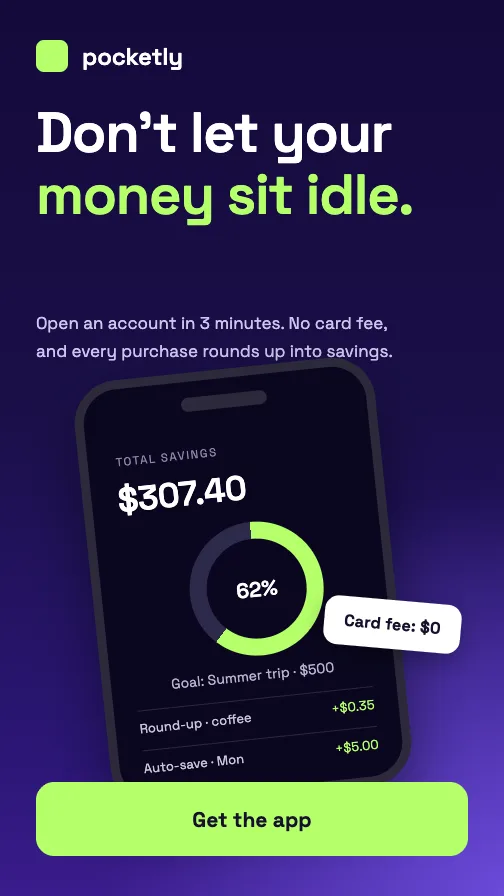 pocketly
Don't let your
money sit idle.
Open an account in 3 minutes. No card fee,
and every purchase rounds up into savings.
TOTAL SAVINGS
$307.40
62%
Card fee: $0
Goal: Summer trip · $500
Round-up · coffee +$0.35
Auto-save · Mon +$5.00
Get the app